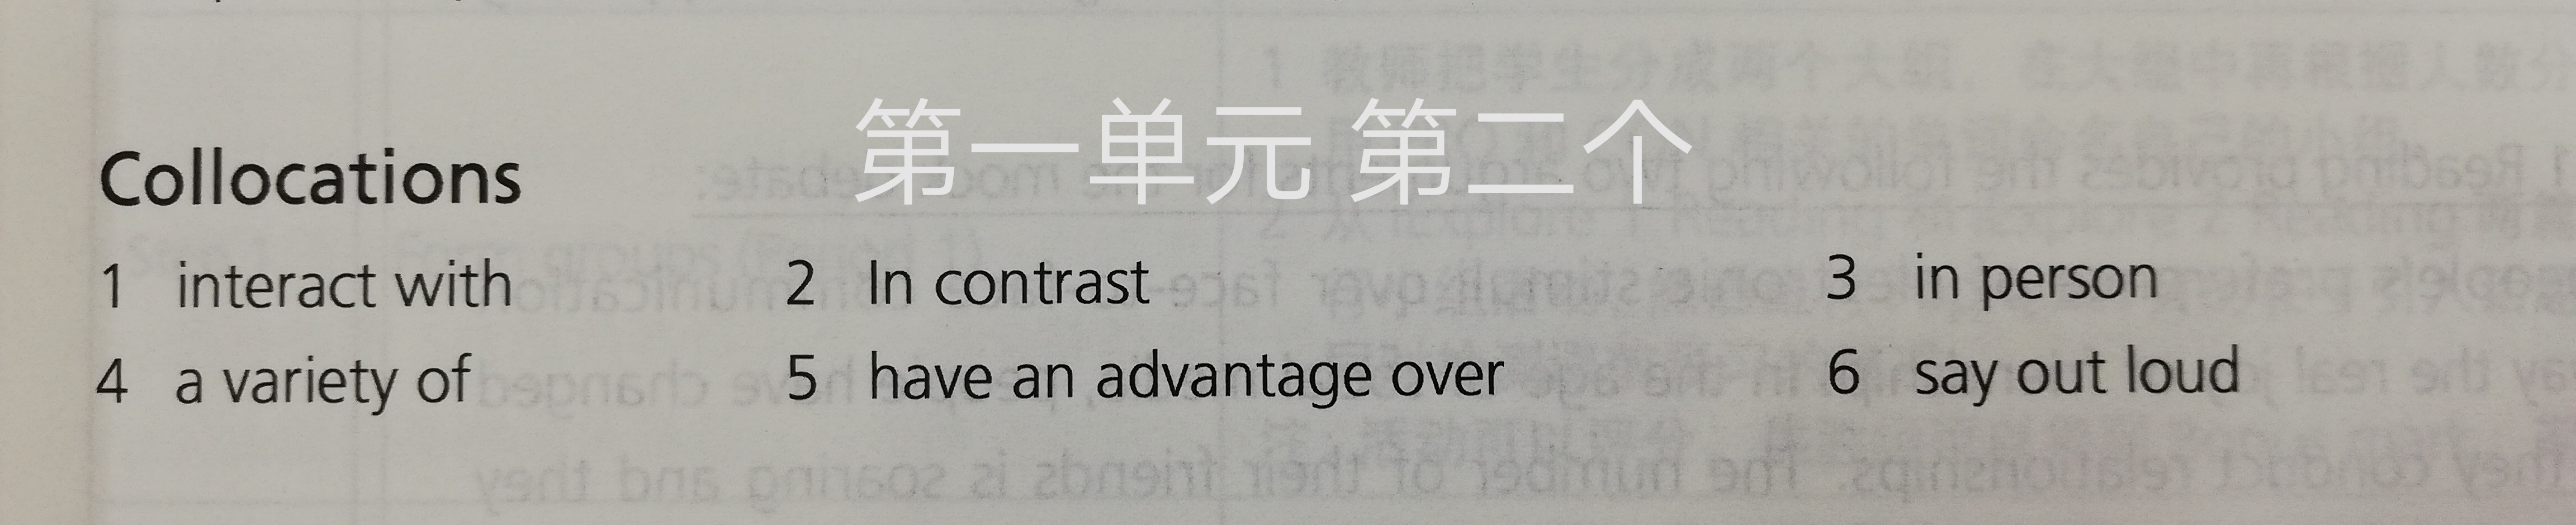 第一单元 第二个
Collocations
1 interact with 2 In contrast 3 in person
4 a variety of 5 have an advantage over 6 say out loud